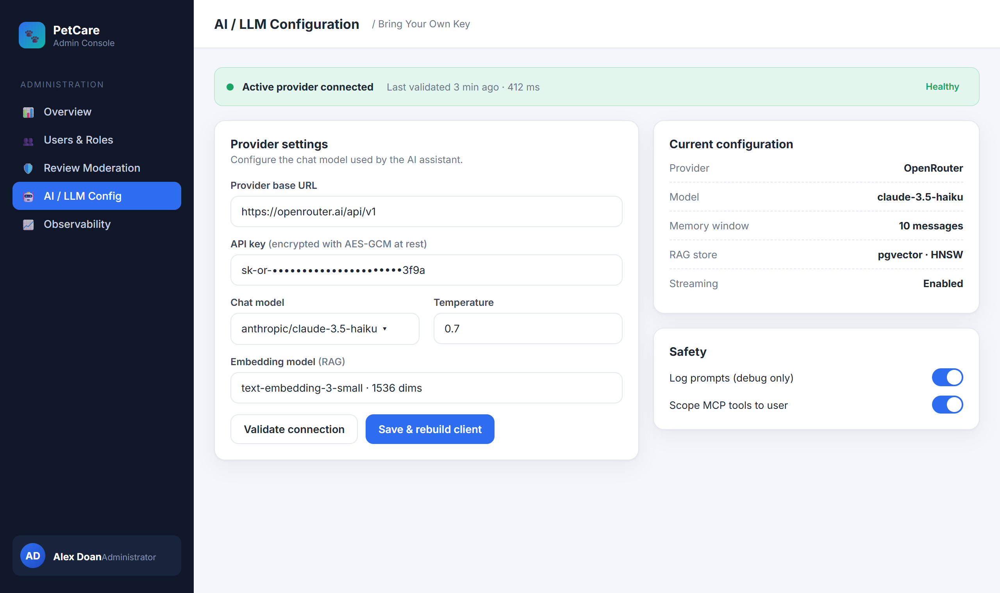 PetCare
Admin Console
ADMINISTRATION
Overview
Users & Roles
Review Moderation
AI / LLM Config
Observability
AD
Alex DoanAdministrator
AI / LLM Configuration / Bring Your Own Key
Active provider connected Last validated 3 min ago · 412 ms Healthy
Provider settings
Configure the chat model used by the AI assistant.
Provider base URL
https://openrouter.ai/api/v1
API key (encrypted with AES-GCM at rest)
sk-or-••••••••••••••••••••••3f9a
Chat model Temperature
anthropic/claude-3.5-haiku ▾ 0.7
Embedding model (RAG)
text-embedding-3-small · 1536 dims
Validate connection Save & rebuild client
Current configuration
Provider OpenRouter
Model claude-3.5-haiku
Memory window 10 messages
RAG store pgvector · HNSW
Streaming Enabled
Safety
Log prompts (debug only)
Scope MCP tools to user